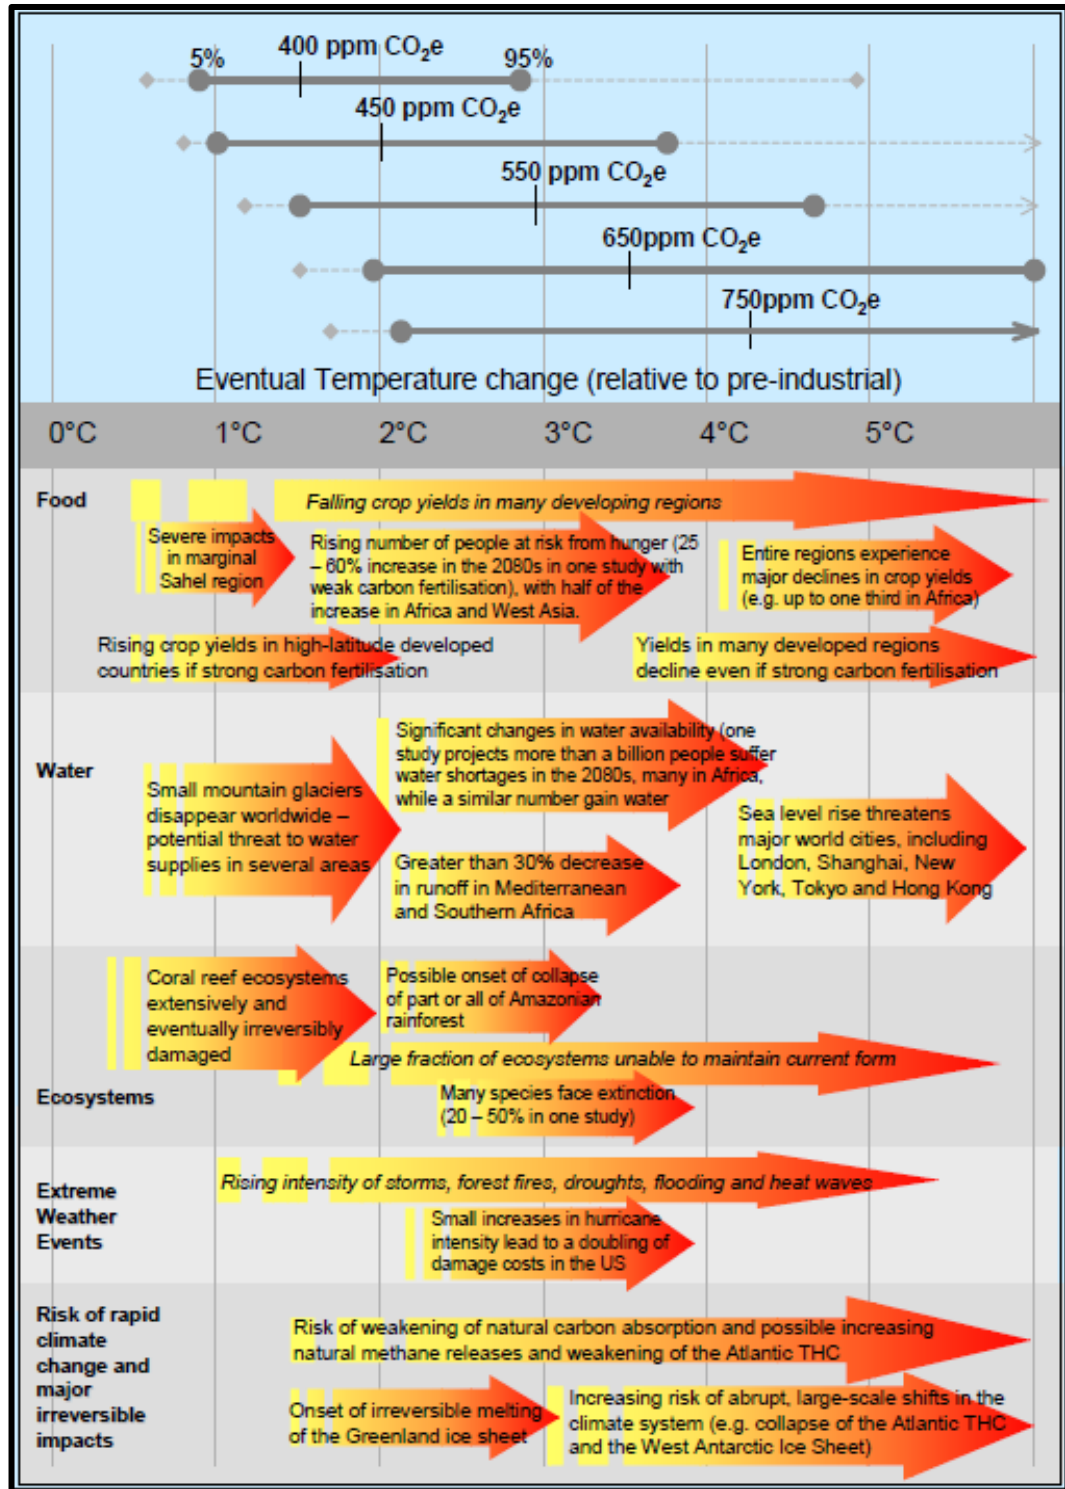 400 ppm CO₂e
5%
95%
450 ppm CO₂e
550 ppm CO₂e
650ppm CO₂e
750ppm CO₂e
Eventual Temperature change (relative to pre-industrial)
0°C 1°C 2°C 3°C 4°C 5°C
Food
Falling crop yields in many developing regions
Severe impacts
in marginal
Sahel region
Rising number of people at risk from hunger (25
– 60% increase in the 2080s in one study with
weak carbon fertilisation), with half of the
increase in Africa and West Asia.
Entire regions experience
major declines in crop yields
(e.g. up to one third in Africa)
Rising crop yields in high-latitude developed
countries if strong carbon fertilisation
Yields in many developed regions
decline even if strong carbon fertilisation
Water
Small mountain glaciers
disappear worldwide –
potential threat to water
supplies in several areas
Significant changes in water availability (one
study projects more than a billion people suffer
water shortages in the 2080s, many in Africa,
while a similar number gain water
Greater than 30% decrease
in runoff in Mediterranean
and Southern Africa
Sea level rise threatens
major world cities, including
London, Shanghai, New
York, Tokyo and Hong Kong
Ecosystems
Coral reef ecosystems
extensively and
eventually irreversibly
damaged
Possible onset of collapse
of part or all of Amazonian
rainforest
Large fraction of ecosystems unable to maintain current form
Many species face extinction
(20 – 50% in one study)
Extreme
Weather
Events
Rising intensity of storms, forest fires, droughts, flooding and heat waves
Small increases in hurricane
intensity lead to a doubling of
damage costs in the US
Risk of rapid
climate
change and
major
irreversible
impacts
Risk of weakening of natural carbon absorption and possible increasing
natural methane releases and weakening of the Atlantic THC
Onset of irreversible melting
of the Greenland ice sheet
Increasing risk of abrupt, large-scale shifts in the
climate system (e.g. collapse of the Atlantic THC
and the West Antarctic Ice Sheet)